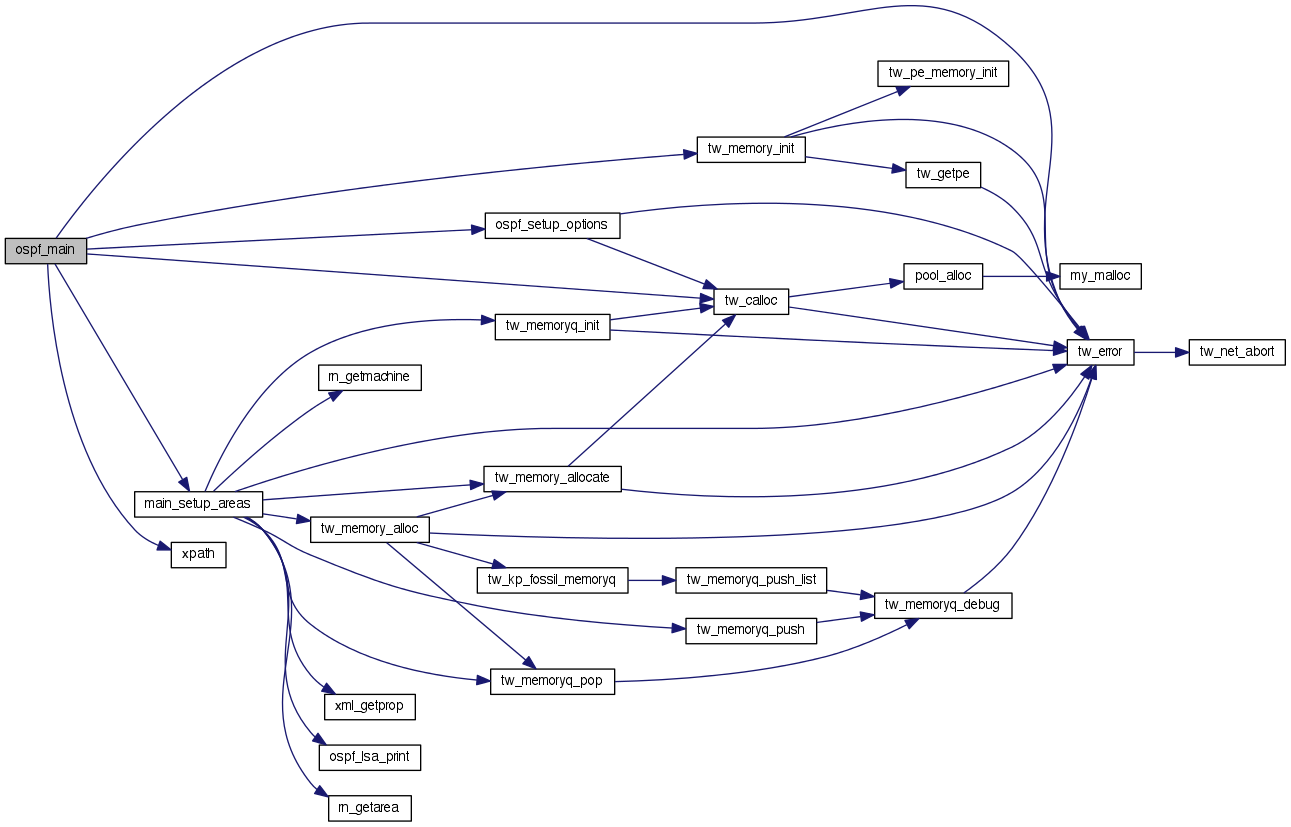 tw_pe_memory_init
tw_memory_init
tw_getpe
ospf_setup_options
ospf_main
pool_alloc
my_malloc
tw_calloc
tw_memoryq_init
tw_error
tw_net_abort
rn_getmachine
tw_memory_allocate
main_setup_areas
tw_memory_alloc
xpath
tw_kp_fossil_memoryq
tw_memoryq_push_list
tw_memoryq_debug
tw_memoryq_push
tw_memoryq_pop
xml_getprop
ospf_lsa_print
rn_getarea